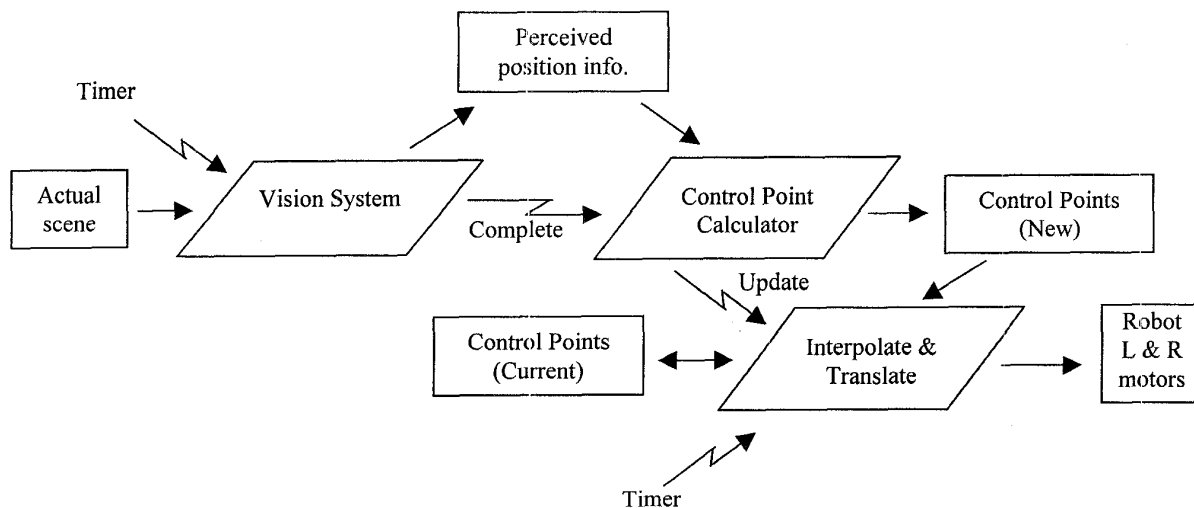 Perceived
position info.
Timer
Actual
scene
Vision System
Complete
Control Point
Calculator
Control Points
(New)
Update
Control Points
(Current)
Interpolate &
Translate
Robot
L & R
motors
Timer